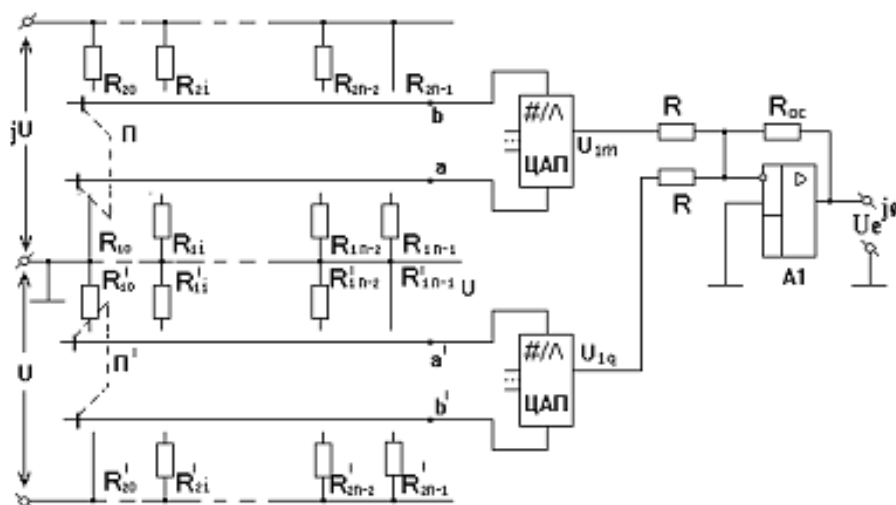 R20 R2i R2n-2 R2n-1
b
#/Λ
ЦАП
U1m
R
Rос
jU
П
a
R
▷
jφ
Ue
A1
R10 R1i R1n-2 R1n-1
R'10 R'1i R'1n-2 R'1n-1 U
U
П'
a'
#/Λ
ЦАП
U1q
b'
R'20 R'2i R'2n-2 R'2n-1